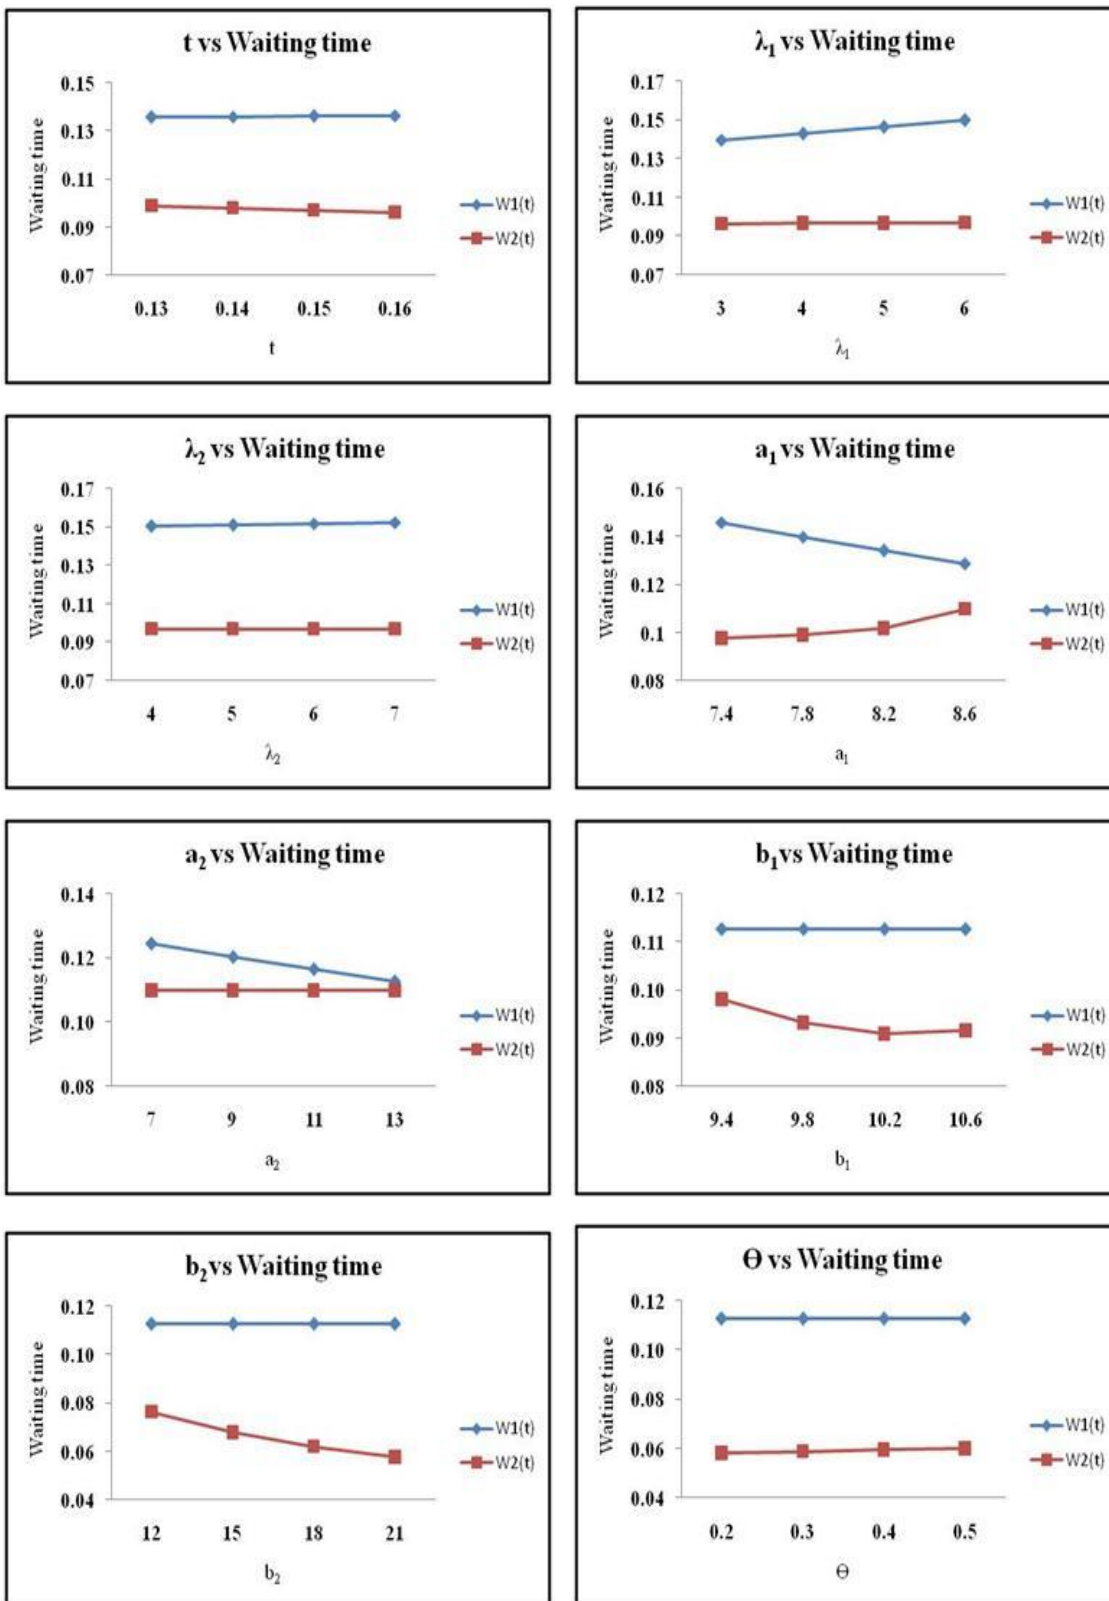 t vs Waiting time
0.15
0.13
0.11
0.09
0.07
Waiting time
0.13 0.14 0.15 0.16
t
W1(t)
W2(t)
λ₁ vs Waiting time
0.17
0.15
0.13
0.11
0.09
0.07
Waiting time
3 4 5 6
λ₁
W1(t)
W2(t)
λ₂ vs Waiting time
0.17
0.15
0.13
0.11
0.09
0.07
Waiting time
4 5 6 7
λ₂
W1(t)
W2(t)
a₁ vs Waiting time
0.16
0.14
0.12
0.1
0.08
Waiting time
7.4 7.8 8.2 8.6
a₁
W1(t)
W2(t)
a₂ vs Waiting time
0.14
0.12
0.10
0.08
Waiting time
7 9 11 13
a₂
W1(t)
W2(t)
b₁vs Waiting time
0.12
0.11
0.10
0.09
0.08
Waiting time
9.4 9.8 10.2 10.6
b₁
W1(t)
W2(t)
b₂vs Waiting time
0.12
0.10
0.08
0.06
0.04
Waiting time
12 15 18 21
b₂
W1(t)
W2(t)
Θ vs Waiting time
0.12
0.10
0.08
0.06
0.04
Waiting time
0.2 0.3 0.4 0.5
Θ
W1(t)
W2(t)